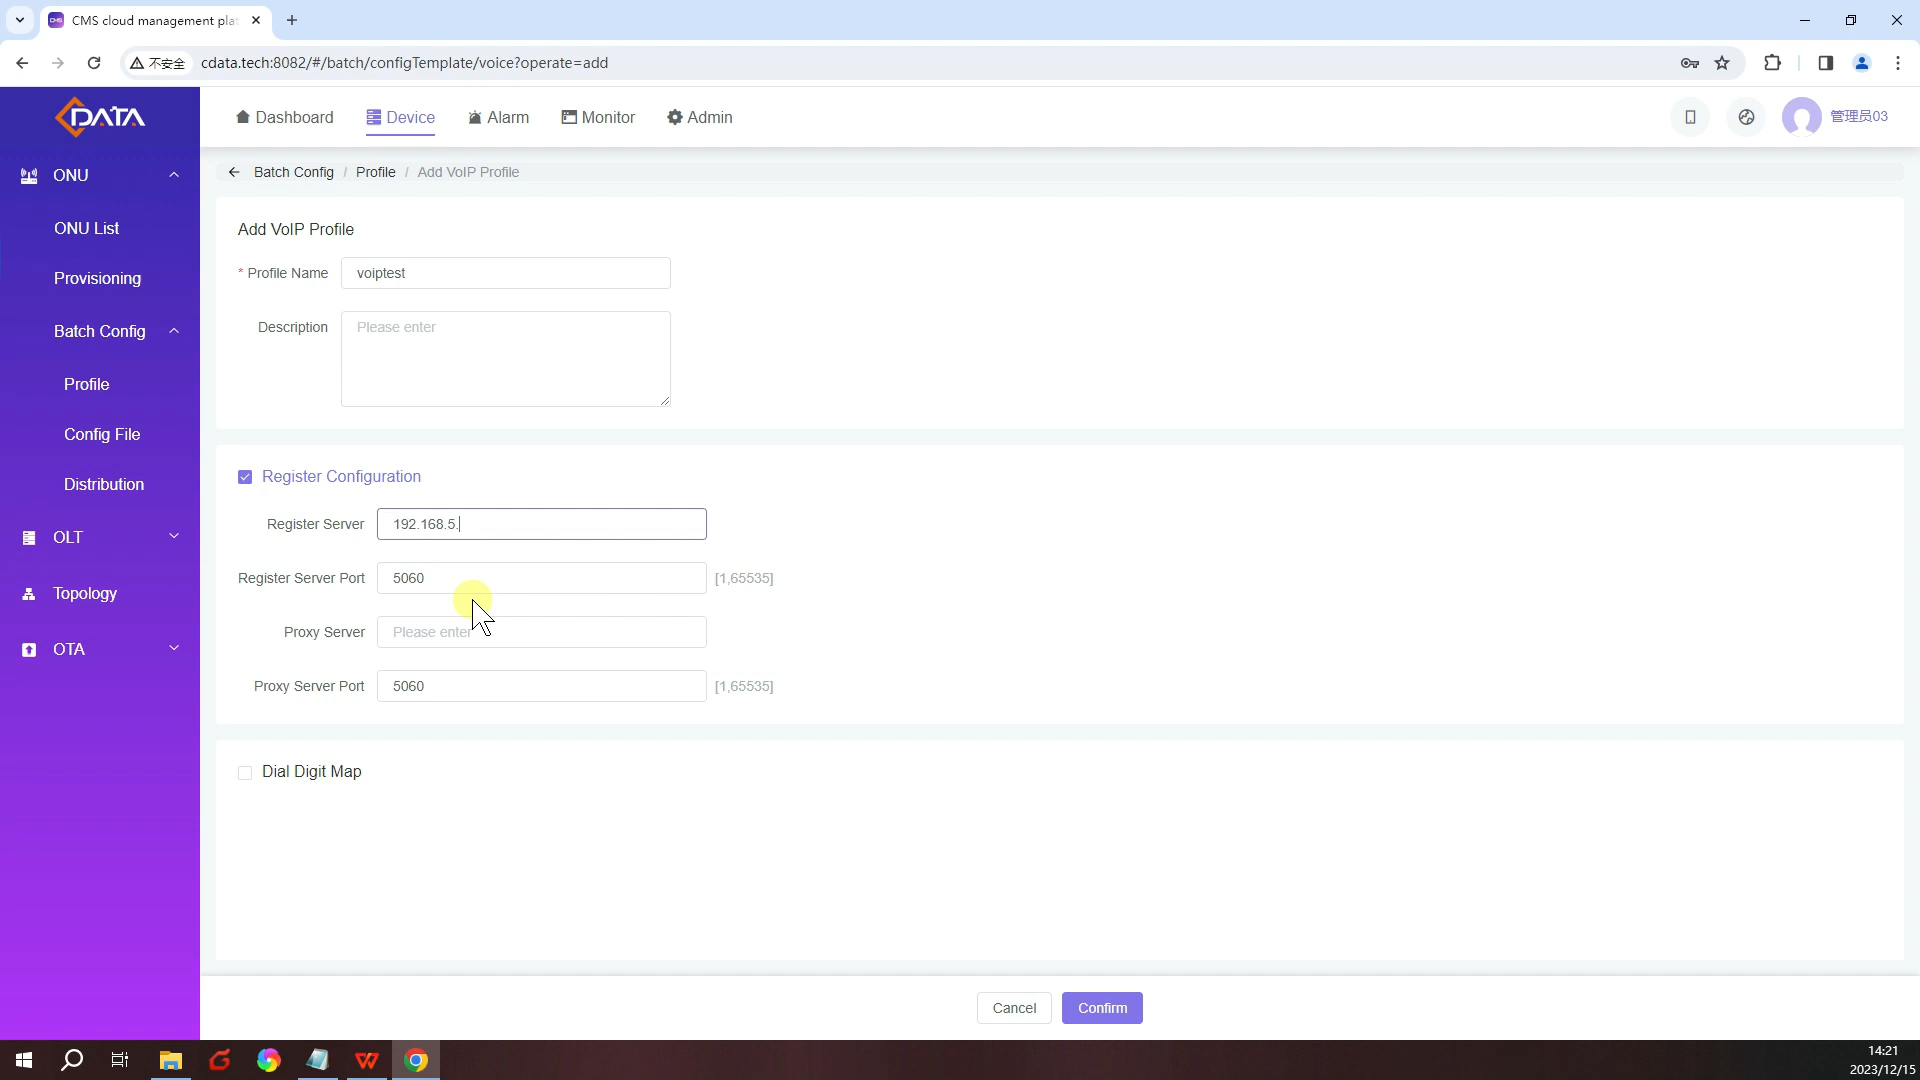 CMS cloud management plat
不安全
cdata.tech:8082/#/batch/configTemplate/voice?operate=add
DATA
Dashboard
Device
Alarm
Monitor
Admin
管理员03
ONU
ONU List
Provisioning
Batch Config
Profile
Config File
Distribution
OLT
Topology
OTA
Batch Config / Profile / Add VoIP Profile
Add VoIP Profile
* Profile Name voiptest
Description Please enter
Register Configuration
Register Server 192.168.5.
Register Server Port 5060 [1,65535]
Proxy Server Please enter
Proxy Server Port 5060 [1,65535]
Dial Digit Map
Cancel Confirm
14:21
2023/12/15